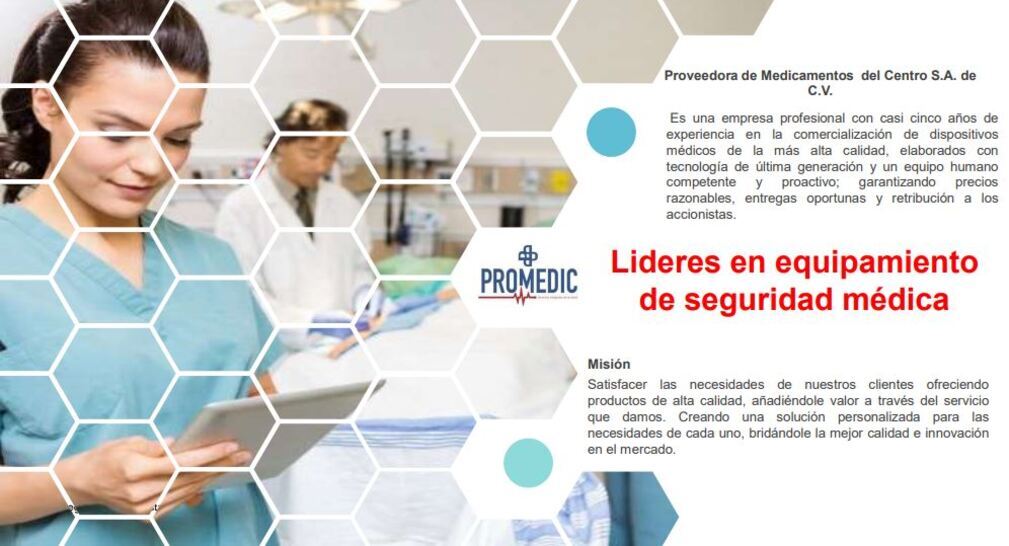 Proveedora de Medicamentos del Centro S.A. de
C.V.
Es una empresa profesional con casi cinco años de
experiencia en la comercialización de dispositivos
médicos de la más alta calidad, elaborados con
tecnología de última generación y un equipo humano
competente y proactivo; garantizando precios
razonables, entregas oportunas y retribución a los
accionistas.
PROMEDIC
Lideres en equipamiento
de seguridad médica
Misión
Satisfacer las necesidades de nuestros clientes ofreciendo
productos de alta calidad, añadiéndole valor a través del servicio
que damos. Creando una solución personalizada para las
necesidades de cada uno, bridándole la mejor calidad e innovación
en el mercado.